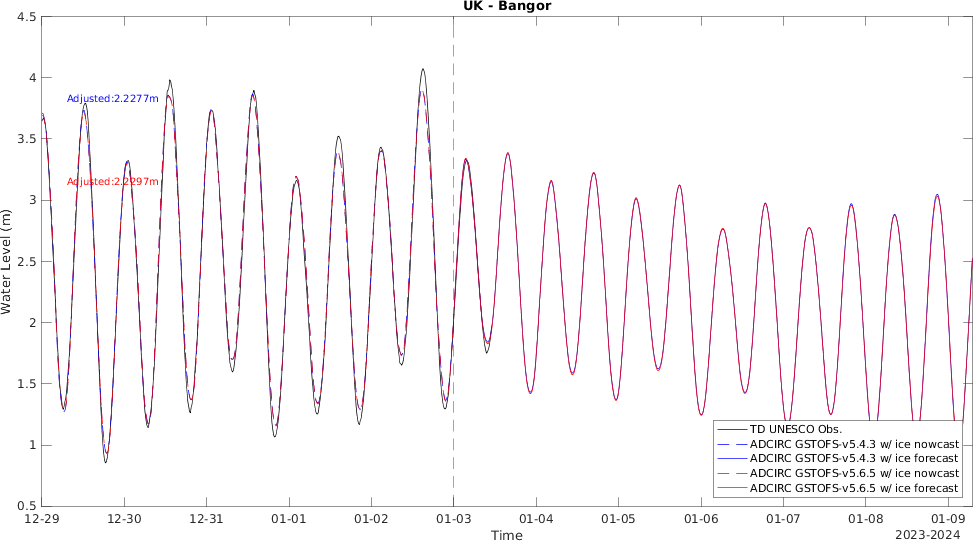 UK - Bangor
4.5
4
3.5
3
2.5
2
1.5
1
0.5
Water Level (m)
Adjusted:2.2277m
Adjusted:2.2297m
TD UNESCO Obs.
ADCIRC GSTOFS-v5.4.3 w/ ice nowcast
ADCIRC GSTOFS-v5.4.3 w/ ice forecast
ADCIRC GSTOFS-v5.6.5 w/ ice nowcast
ADCIRC GSTOFS-v5.6.5 w/ ice forecast
12-29 12-30 12-31 01-01 01-02 01-03 01-04 01-05 01-06 01-07 01-08 01-09
Time
2023-2024